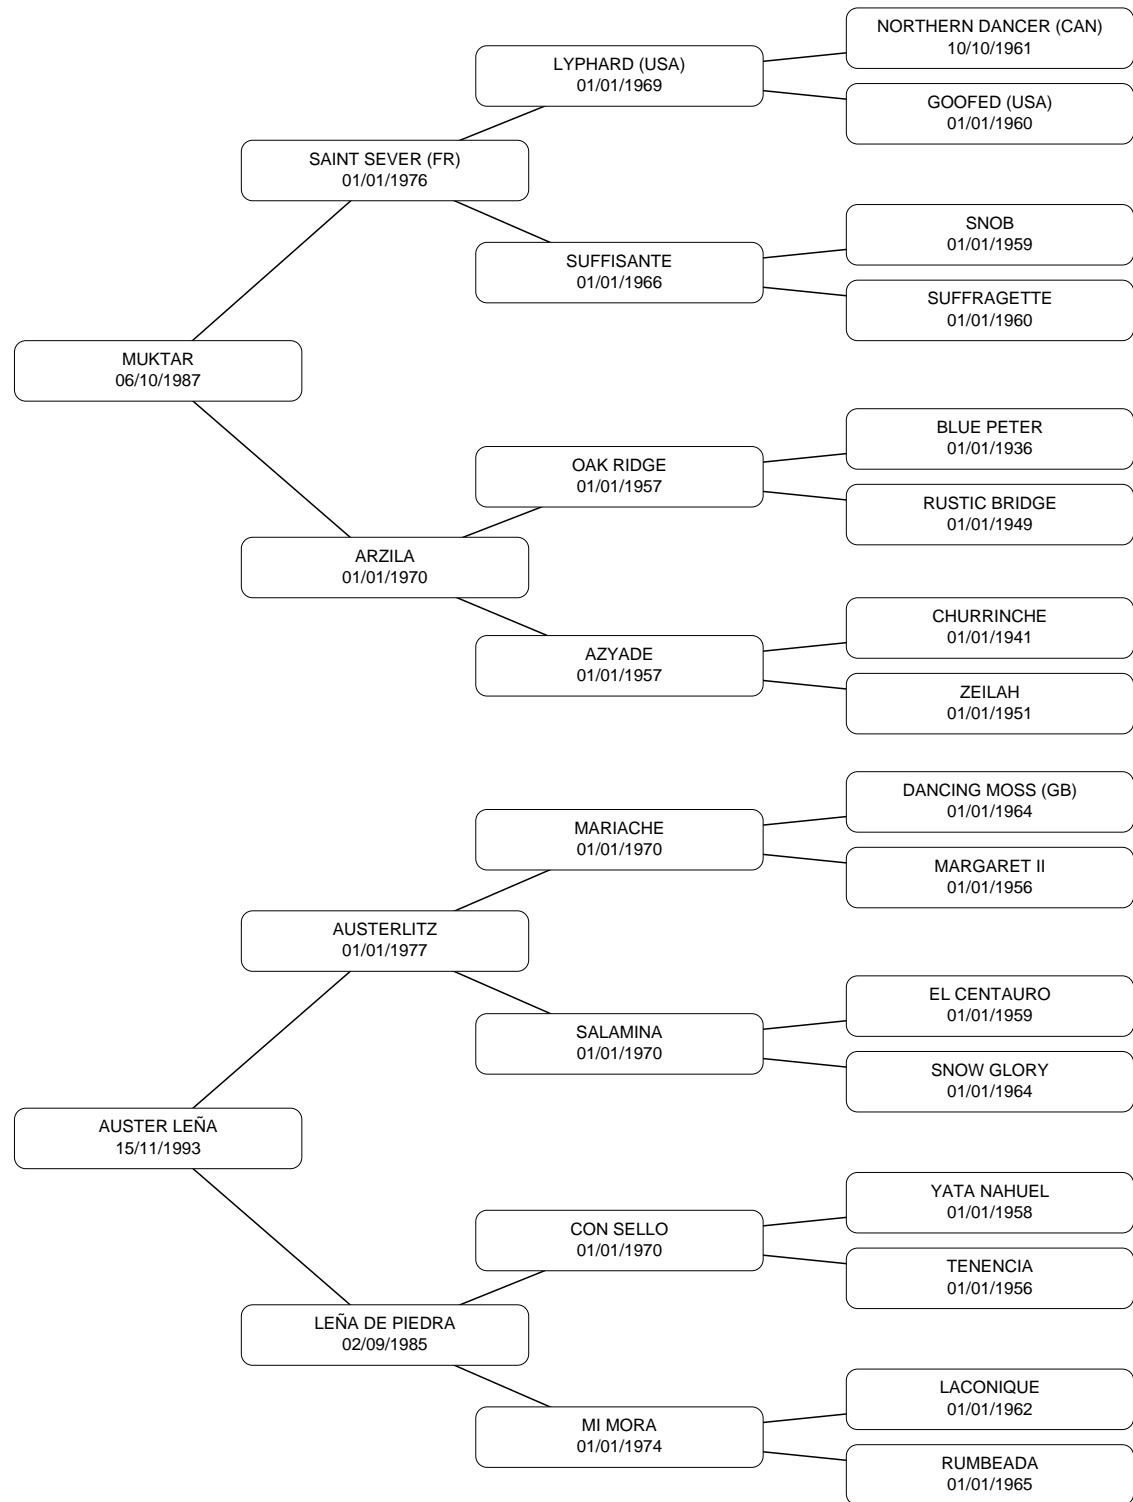 NORTHERN DANCER (CAN)
10/10/1961
LYPHARD (USA)
01/01/1969
GOOFED (USA)
01/01/1960
SAINT SEVER (FR)
01/01/1976
SNOB
01/01/1959
SUFFISANTE
01/01/1966
SUFFRAGETTE
01/01/1960
MUKTAR
06/10/1987
BLUE PETER
01/01/1936
OAK RIDGE
01/01/1957
RUSTIC BRIDGE
01/01/1949
ARZILA
01/01/1970
CHURRINCHE
01/01/1941
AZYADE
01/01/1957
ZEILAH
01/01/1951
DANCING MOSS (GB)
01/01/1964
MARIACHE
01/01/1970
MARGARET II
01/01/1956
AUSTERLITZ
01/01/1977
EL CENTAURO
01/01/1959
SALAMINA
01/01/1970
SNOW GLORY
01/01/1964
AUSTER LEÑA
15/11/1993
YATA NAHUEL
01/01/1958
CON SELLO
01/01/1970
TENENCIA
01/01/1956
LEÑA DE PIEDRA
02/09/1985
LACONIQUE
01/01/1962
MI MORA
01/01/1974
RUMBEADA
01/01/1965